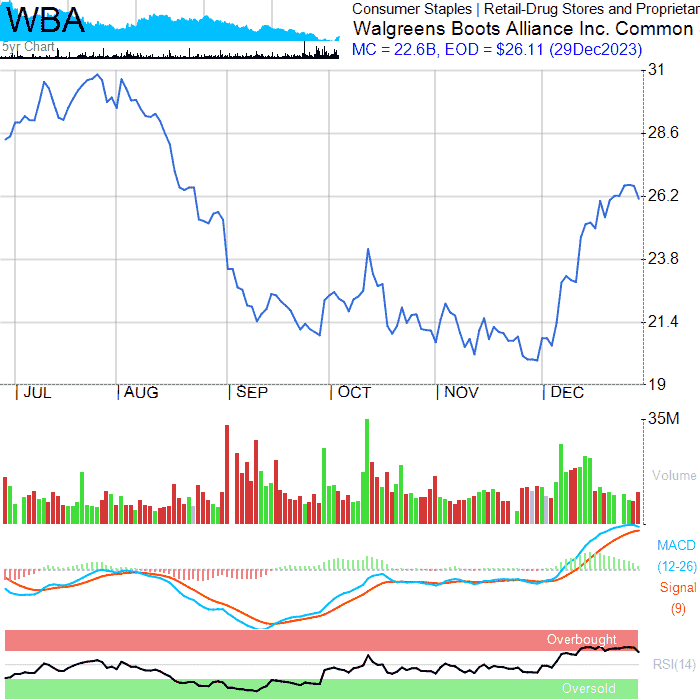 WBA
5yr Chart
Consumer Staples | Retail-Drug Stores and Proprietar
Walgreens Boots Alliance Inc. Common
MC = 22.6B, EOD = $26.11 (29Dec2023)
31
28.6
26.2
23.8
21.4
19
| JUL | AUG | SEP | OCT | NOV | DEC
35M
Volume
MACD
(12-26)
Signal
(9)
Overbought
RSI(14)
Oversold